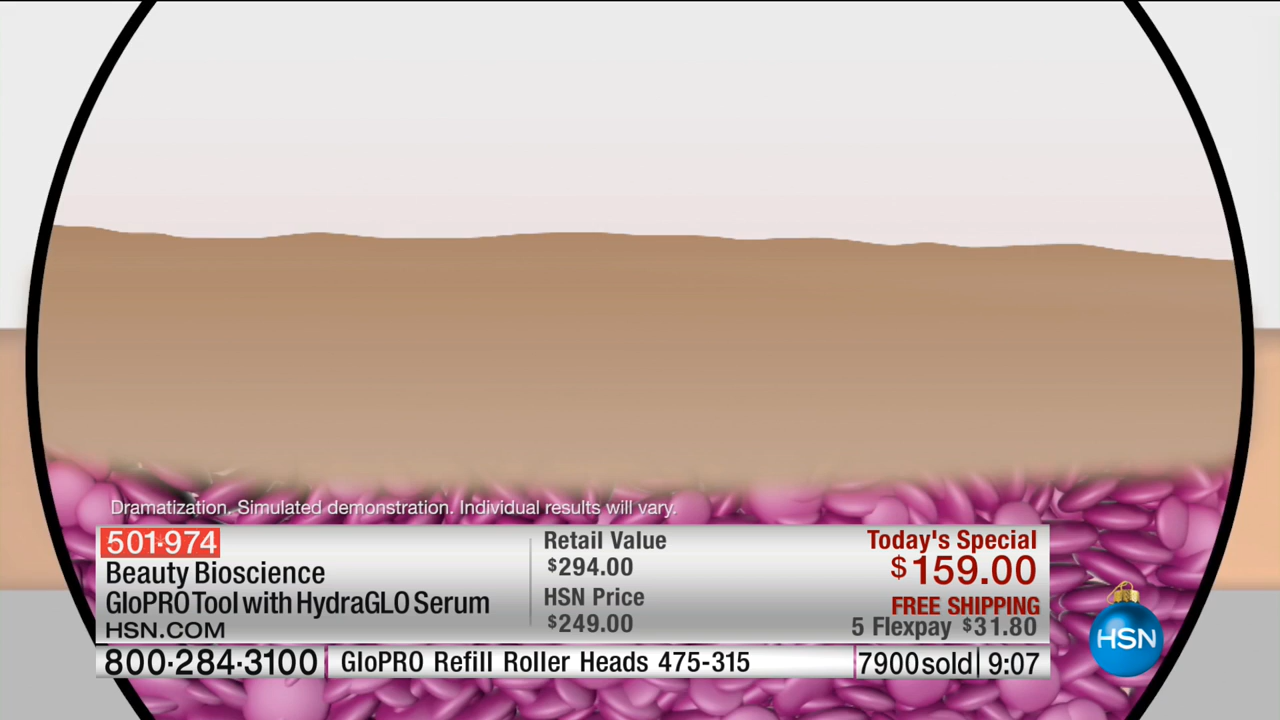 Dramatization. Simulated demonstration. Individual results will vary.
501-974
Beauty Bioscience
GloPRO Tool with HydraGLO Serum
HSN.COM
Retail Value
$294.00
HSN Price
$249.00
Today's Special
$159.00
FREE SHIPPING
5 Flexpay $31.80
800-284-3100
GloPRO Refill Roller Heads 475-315
7900 sold
9:07
HSN